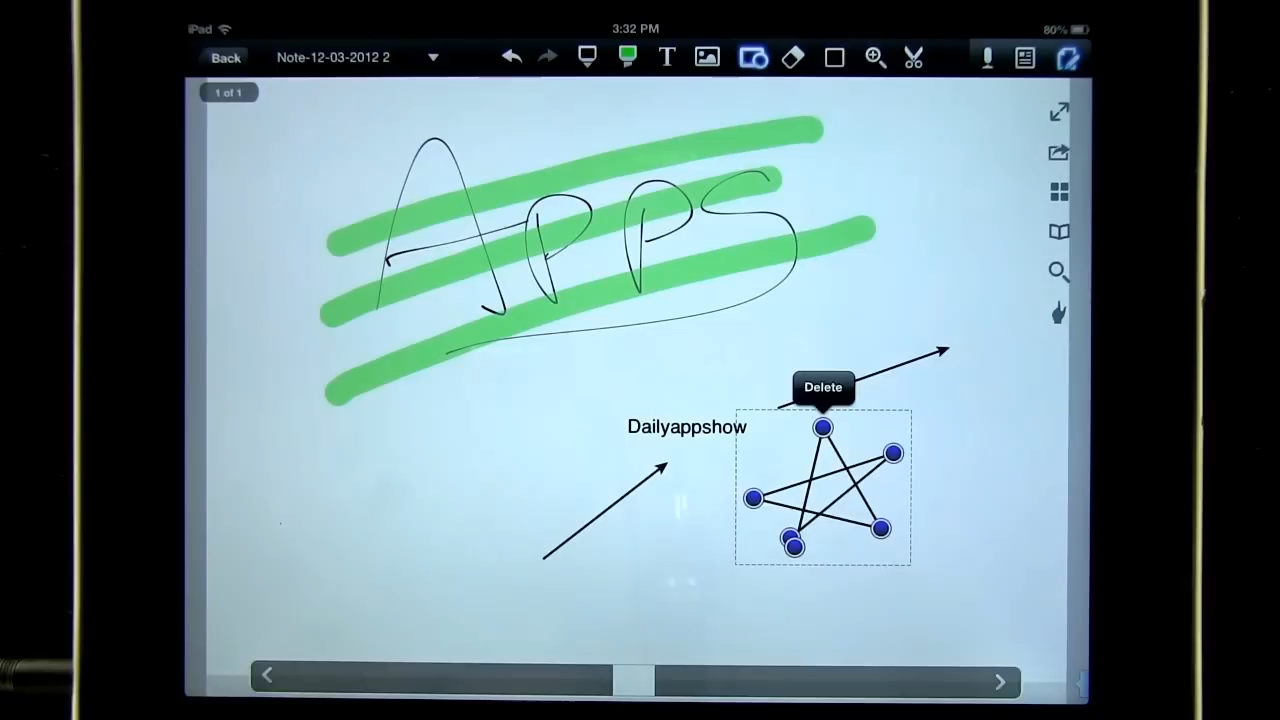 iPad 3:32 PM 80%
Back Note-12-03-2012 2 T
1 of 1
APPS
Delete
Dailyappshow